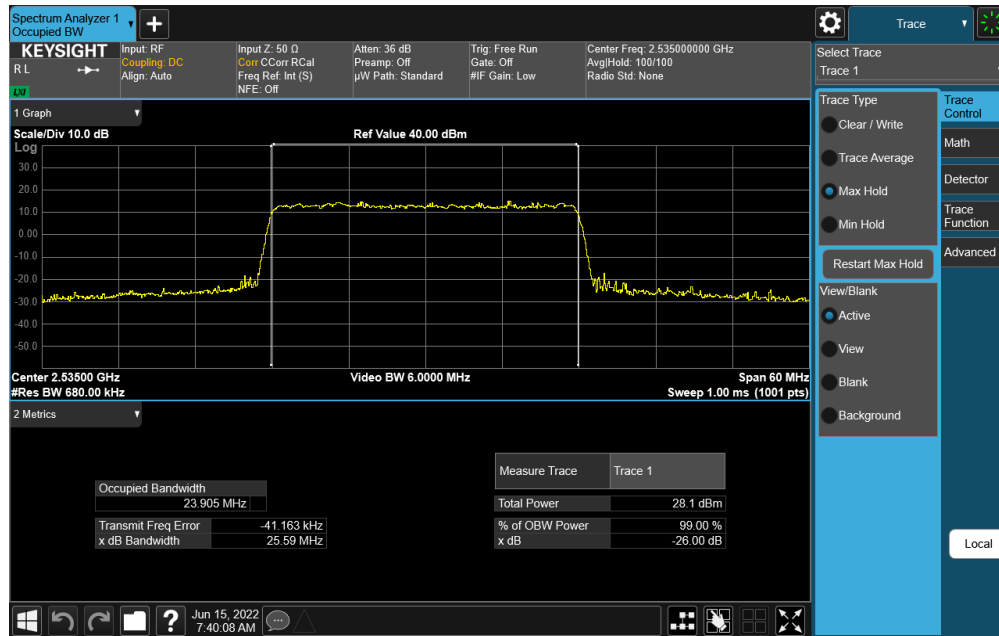 Spectrum Analyzer 1
Occupied BW
Trace
KEYSIGHT
R L
LXI
Input: RF
Coupling: DC
Align: Auto
Input Z: 50 Ω
Corr CCorr RCal
Freq Ref: Int (S)
NFE: Off
Atten: 36 dB
Preamp: Off
µW Path: Standard
Trig: Free Run
Gate: Off
#IF Gain: Low
Center Freq: 2.535000000 GHz
Avg|Hold: 100/100
Radio Std: None
Select Trace
Trace 1
1 Graph
Scale/Div 10.0 dB
Ref Value 40.00 dBm
Log
30.0
20.0
10.0
0.00
-10.0
-20.0
-30.0
-40.0
-50.0
Center 2.53500 GHz
Video BW 6.0000 MHz
Span 60 MHz
#Res BW 680.00 kHz
Sweep 1.00 ms (1001 pts)
2 Metrics
Measure Trace Trace 1
Occupied Bandwidth
23.905 MHz
Total Power 28.1 dBm
Transmit Freq Error -41.163 kHz
% of OBW Power 99.00 %
x dB Bandwidth 25.59 MHz
x dB -26.00 dB
Trace Type
Clear / Write
Trace Average
Max Hold
Min Hold
Restart Max Hold
View/Blank
Active
View
Blank
Background
Trace
Control
Math
Detector
Trace
Function
Advanced
Local
?
Jun 15, 2022
7:40:08 AM